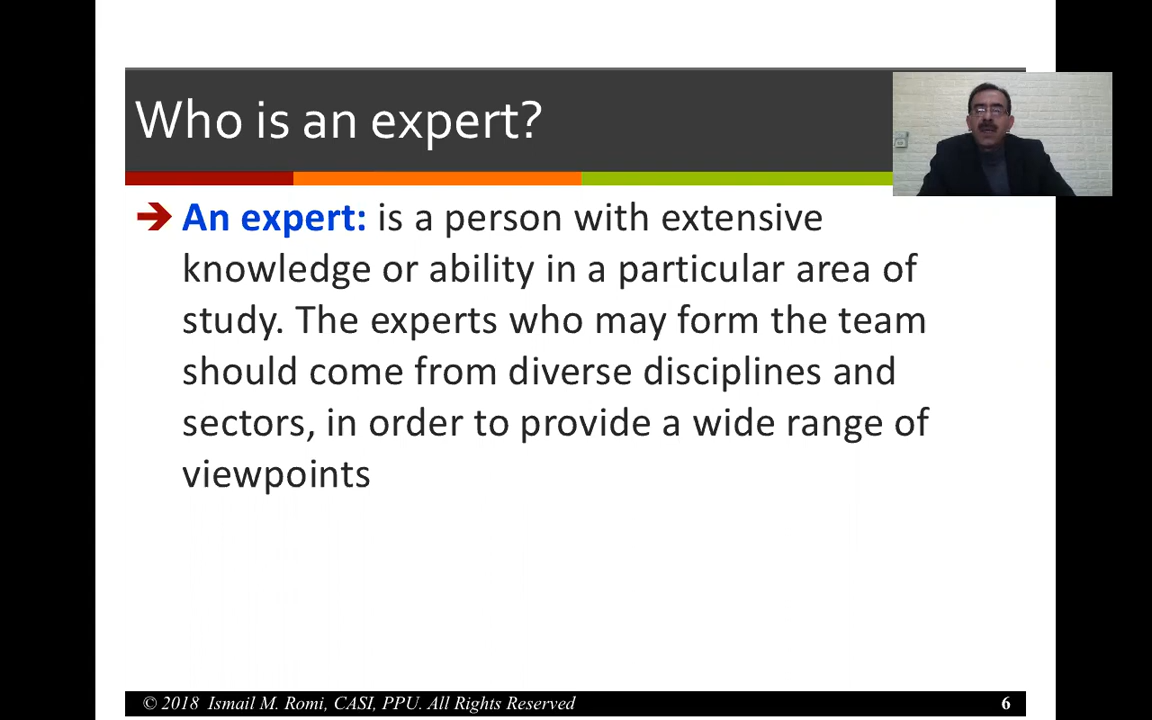 Who is an expert?
An expert: is a person with extensive
knowledge or ability in a particular area of
study. The experts who may form the team
should come from diverse disciplines and
sectors, in order to provide a wide range of
viewpoints
© 2018 Ismail M. Romi, CASI, PPU. All Rights Reserved 6